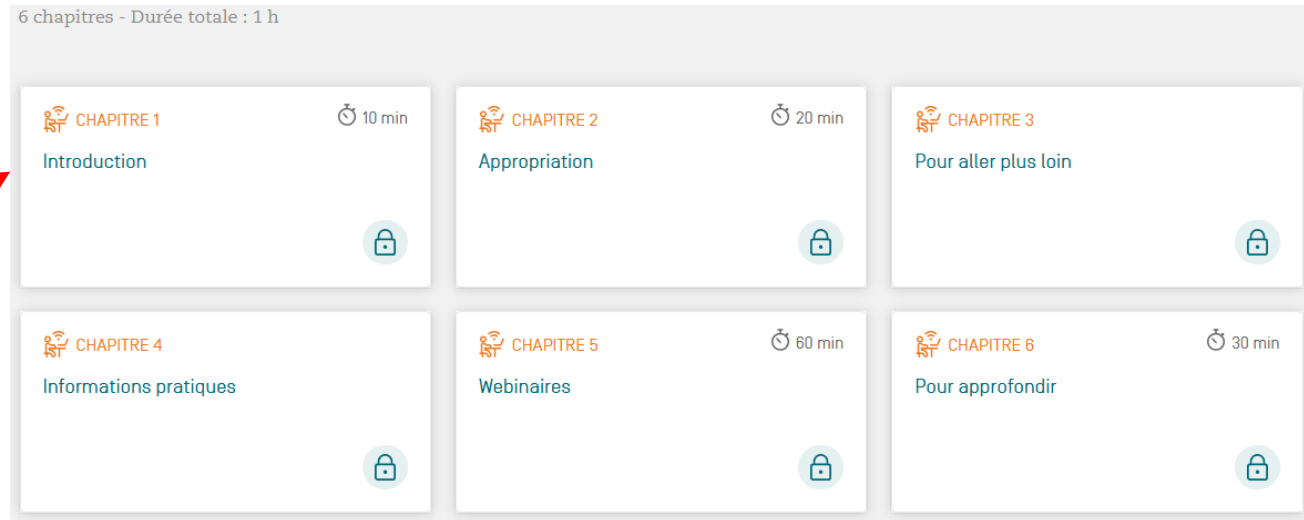 6 chapitres - Durée totale : 1 h
CHAPITRE 1
10 min
Introduction
CHAPITRE 2
20 min
Appropriation
CHAPITRE 3
Pour aller plus loin
CHAPITRE 4
Informations pratiques
CHAPITRE 5
60 min
Webinaires
CHAPITRE 6
30 min
Pour approfondir